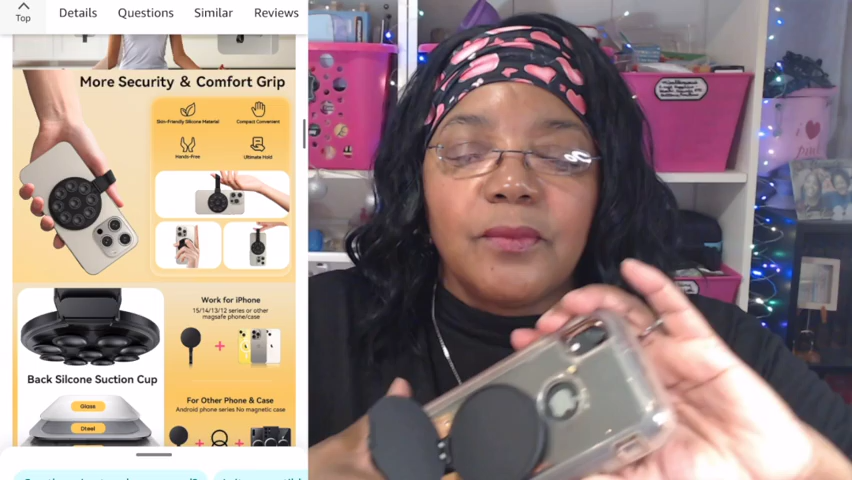 Top
Details
Questions
Similar
Reviews
More Security & Comfort Grip
Skin-Friendly Silicone Material
Compact Convenient
Hands-Free
Ultimate Hold
Work for iPhone
15/14/13/12 series or other
magsafe phone/case
Back Silcone Suction Cup
Glass
Dteel
For Other Phone & Case
Android phone series No magnetic case